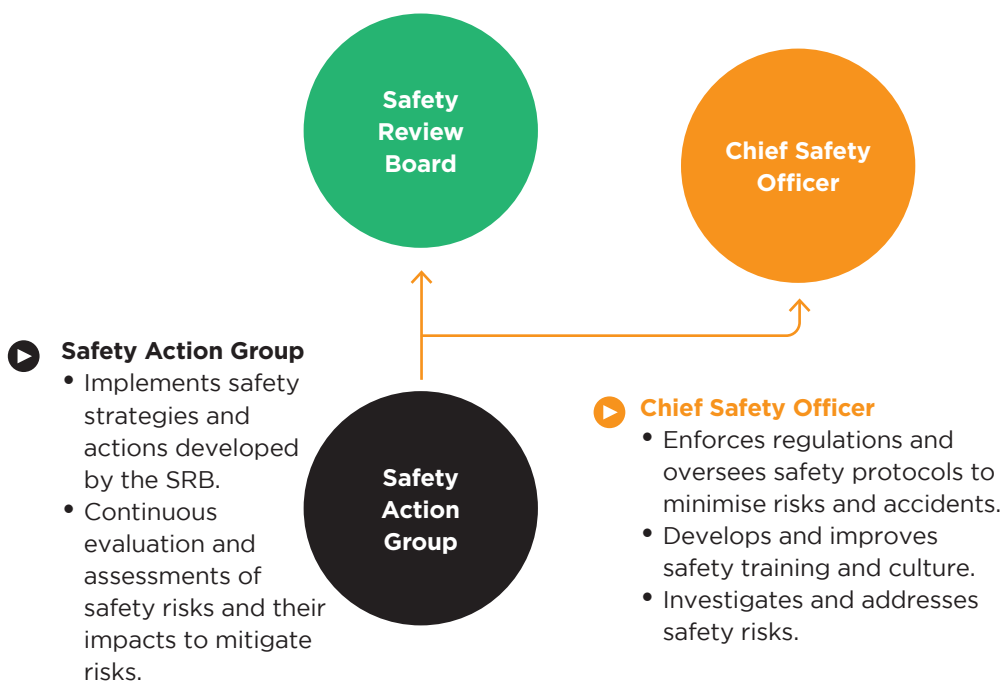 Safety
Review
Board
Chief Safety
Officer
Safety Action Group
• Implements safety
strategies and
actions developed
by the SRB.
• Continuous
evaluation and
assessments of
safety risks and their
impacts to mitigate
risks.
Safety
Action
Group
Chief Safety Officer
• Enforces regulations and
oversees safety protocols to
minimise risks and accidents.
• Develops and improves
safety training and culture.
• Investigates and addresses
safety risks.